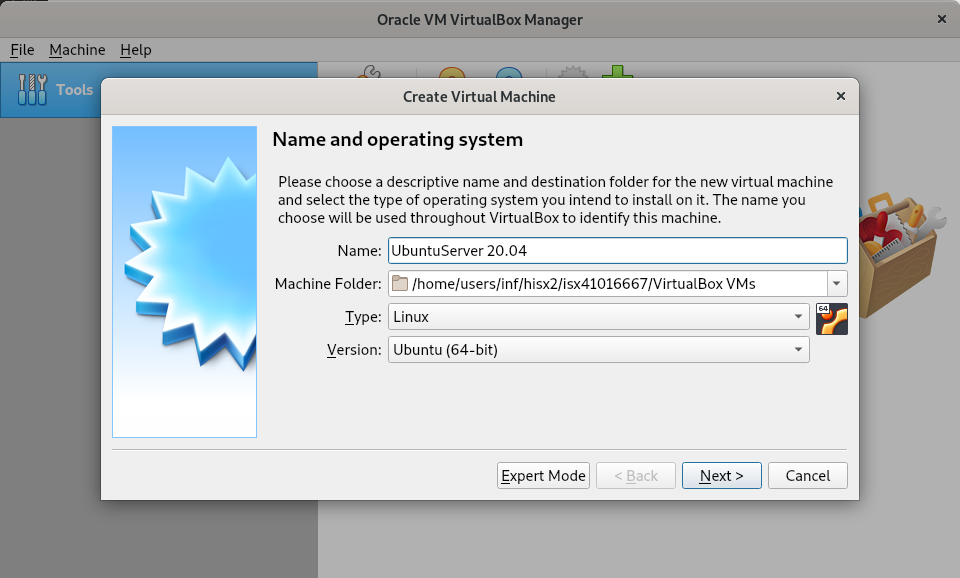 Oracle VM VirtualBox Manager
File Machine Help
Tools
Create Virtual Machine
Name and operating system
Please choose a descriptive name and destination folder for the new virtual machine
and select the type of operating system you intend to install on it. The name you
choose will be used throughout VirtualBox to identify this machine.
Name: UbuntuServer 20.04
Machine Folder: /home/users/inf/hisx2/isx41016667/VirtualBox VMs
Type: Linux
64
Version: Ubuntu (64-bit)
Expert Mode < Back Next > Cancel